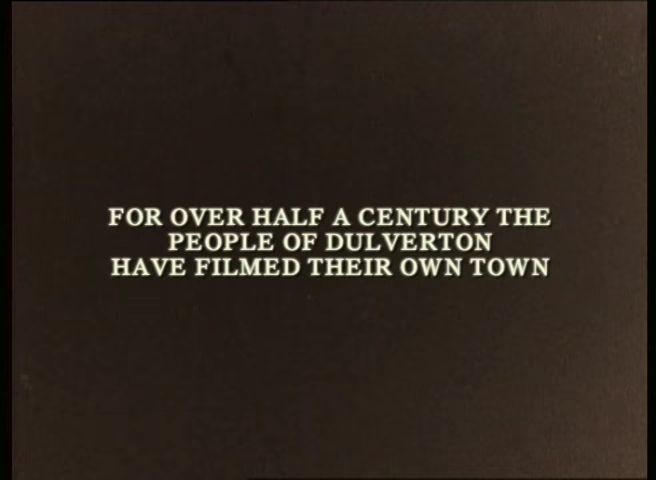 FOR OVER HALF A CENTURY THE
PEOPLE OF DULVERTON
HAVE FILMED THEIR OWN TOWN